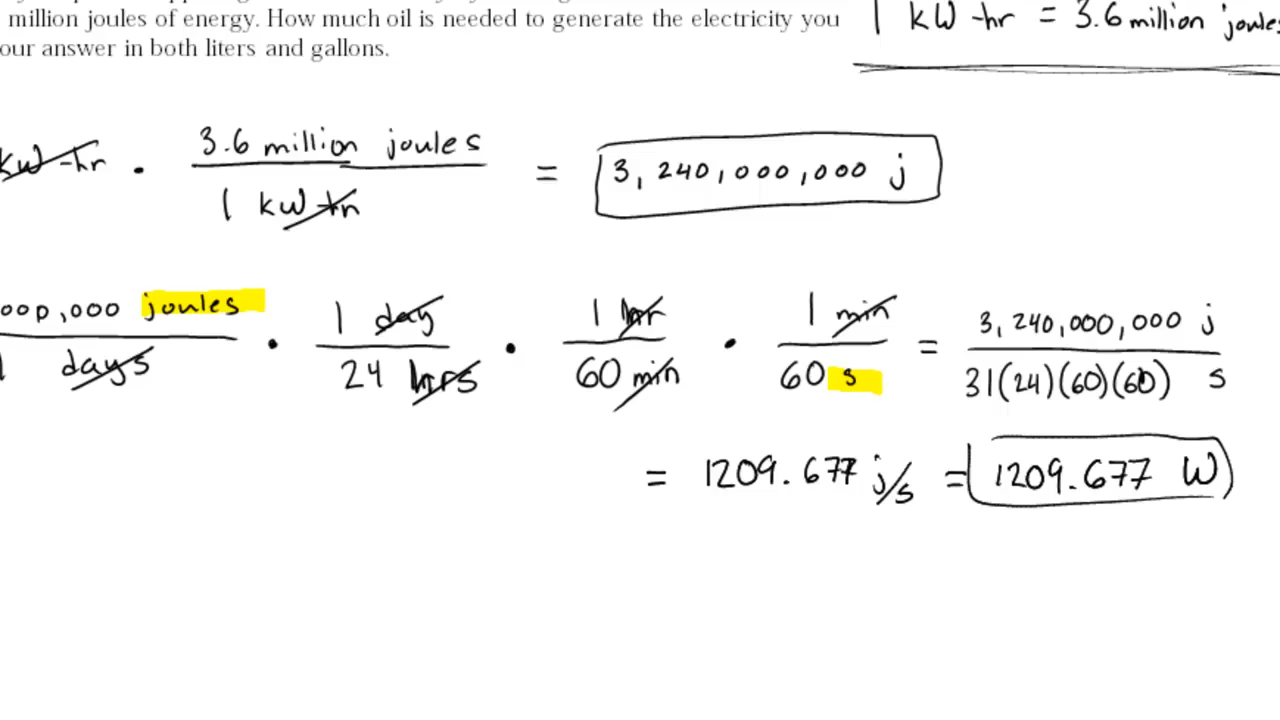 million joules of energy. How much oil is needed to generate the electricity you
our answer in both liters and gallons.
1 kW-hr = 3.6 million joules
kW-hr · 3.6 million joules / 1 kW-hr = 3,240,000,000 j
000,000 joules / days · 1 day / 24 hrs · 1 hr / 60 min · 1 min / 60 s = 3,240,000,000 j / 31(24)(60)(60) s
= 1209.677 j/s = 1209.677 W